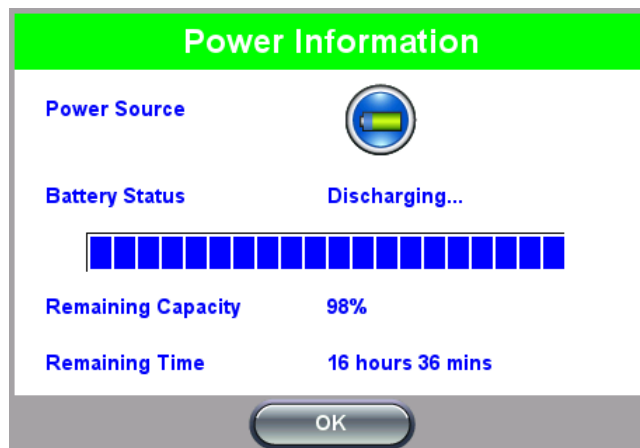 Power Information
Power Source
Battery Status Discharging...
Remaining Capacity 98%
Remaining Time 16 hours 36 mins
OK